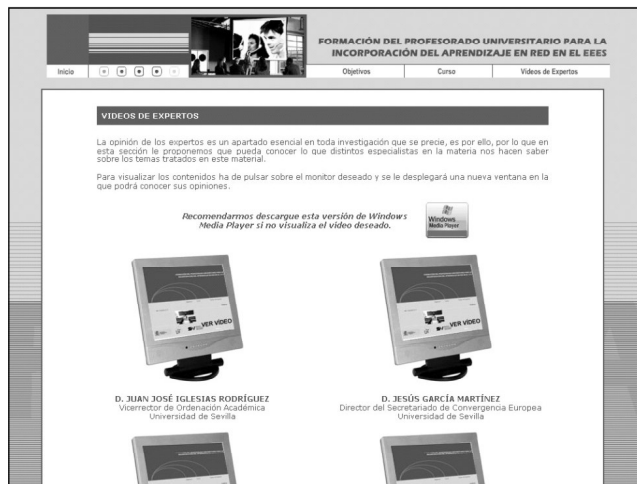 FORMACIÓN DEL PROFESORADO UNIVERSITARIO PARA LA
INCORPORACIÓN DEL APRENDIZAJE EN RED EN EL EEES
Inicio
Objetivos
Curso
Videos de Expertos
VIDEOS DE EXPERTOS
La opinión de los expertos es un apartado esencial en toda investigación que se precie, es por ello, por lo que en
esta sección le proponemos que pueda conocer lo que distintos especialistas en la materia nos hacen saber
sobre los temas tratados en este material.
Para visualizar los contenidos ha de pulsar sobre el monitor deseado y se le desplegará una nueva ventana en la
que podrá conocer sus opiniones.
Recomendarmos descargue esta versión de Windows
Media Player si no visualiza el video deseado.
Windows
Media Player
VER VÍDEO
VER VÍDEO
D. JUAN JOSÉ IGLESIAS RODRÍGUEZ
Vicerrector de Ordenación Académica
Universidad de Sevilla
D. JESÚS GARCÍA MARTÍNEZ
Director del Secretariado de Convergencia Europea
Universidad de Sevilla